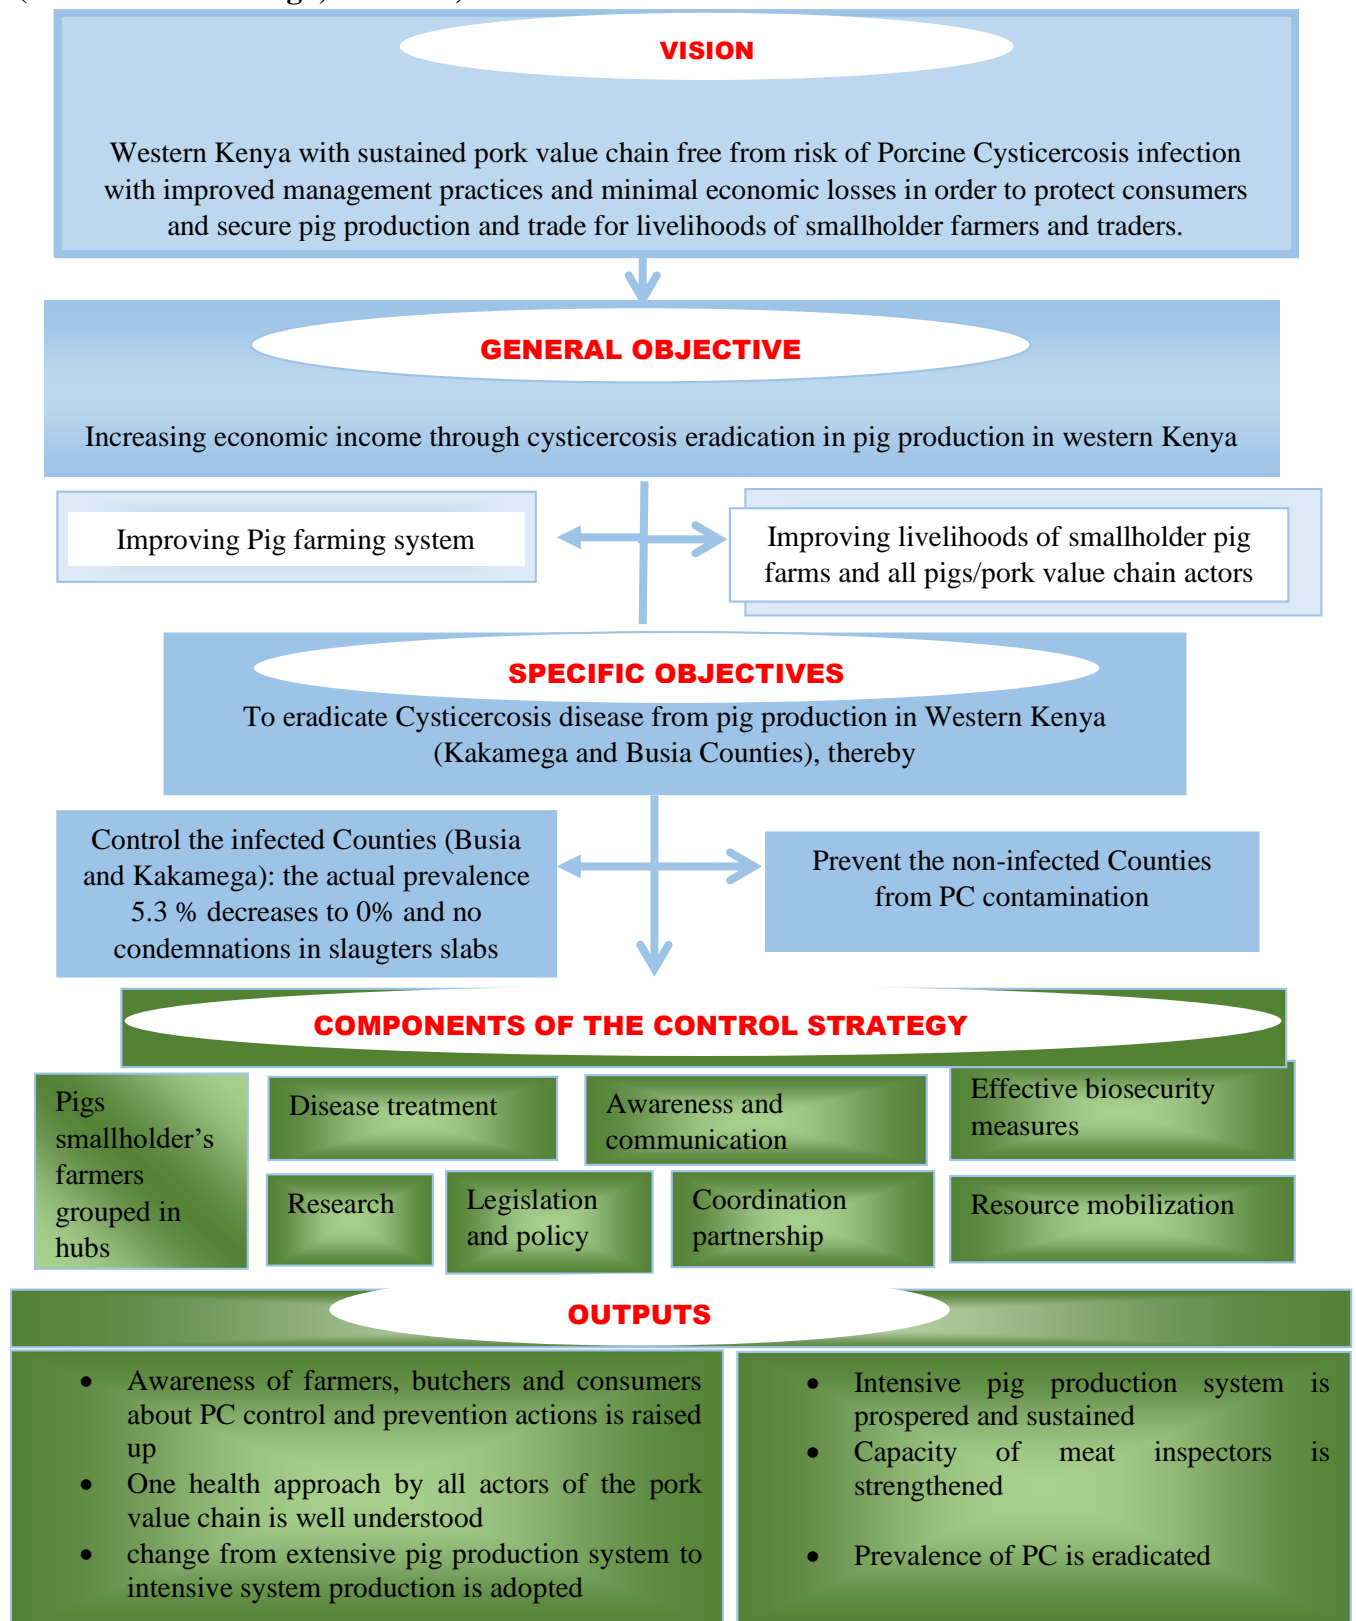 VISION
Western Kenya with sustained pork value chain free from risk of Porcine Cysticercosis infection
with improved management practices and minimal economic losses in order to protect consumers
and secure pig production and trade for livelihoods of smallholder farmers and traders.
GENERAL OBJECTIVE
Increasing economic income through cysticercosis eradication in pig production in western Kenya
Improving Pig farming system
Improving livelihoods of smallholder pig
farms and all pigs/pork value chain actors
SPECIFIC OBJECTIVES
To eradicate Cysticercosis disease from pig production in Western Kenya
(Kakamega and Busia Counties), thereby
Control the infected Counties (Busia
and Kakamega): the actual prevalence
5.3 % decreases to 0% and no
condemnations in slaugters slabs
Prevent the non-infected Counties
from PC contamination
COMPONENTS OF THE CONTROL STRATEGY
Pigs
smallholder’s
farmers
grouped in
hubs
Disease treatment
Awareness and
communication
Effective biosecurity
measures
Research
Legislation
and policy
Coordination
partnership
Resource mobilization
OUTPUTS
• Awareness of farmers, butchers and consumers
about PC control and prevention actions is raised
up
• One health approach by all actors of the pork
value chain is well understood
• change from extensive pig production system to
intensive system production is adopted
• Intensive pig production system is
prospered and sustained
• Capacity of meat inspectors is
strengthened
• Prevalence of PC is eradicated